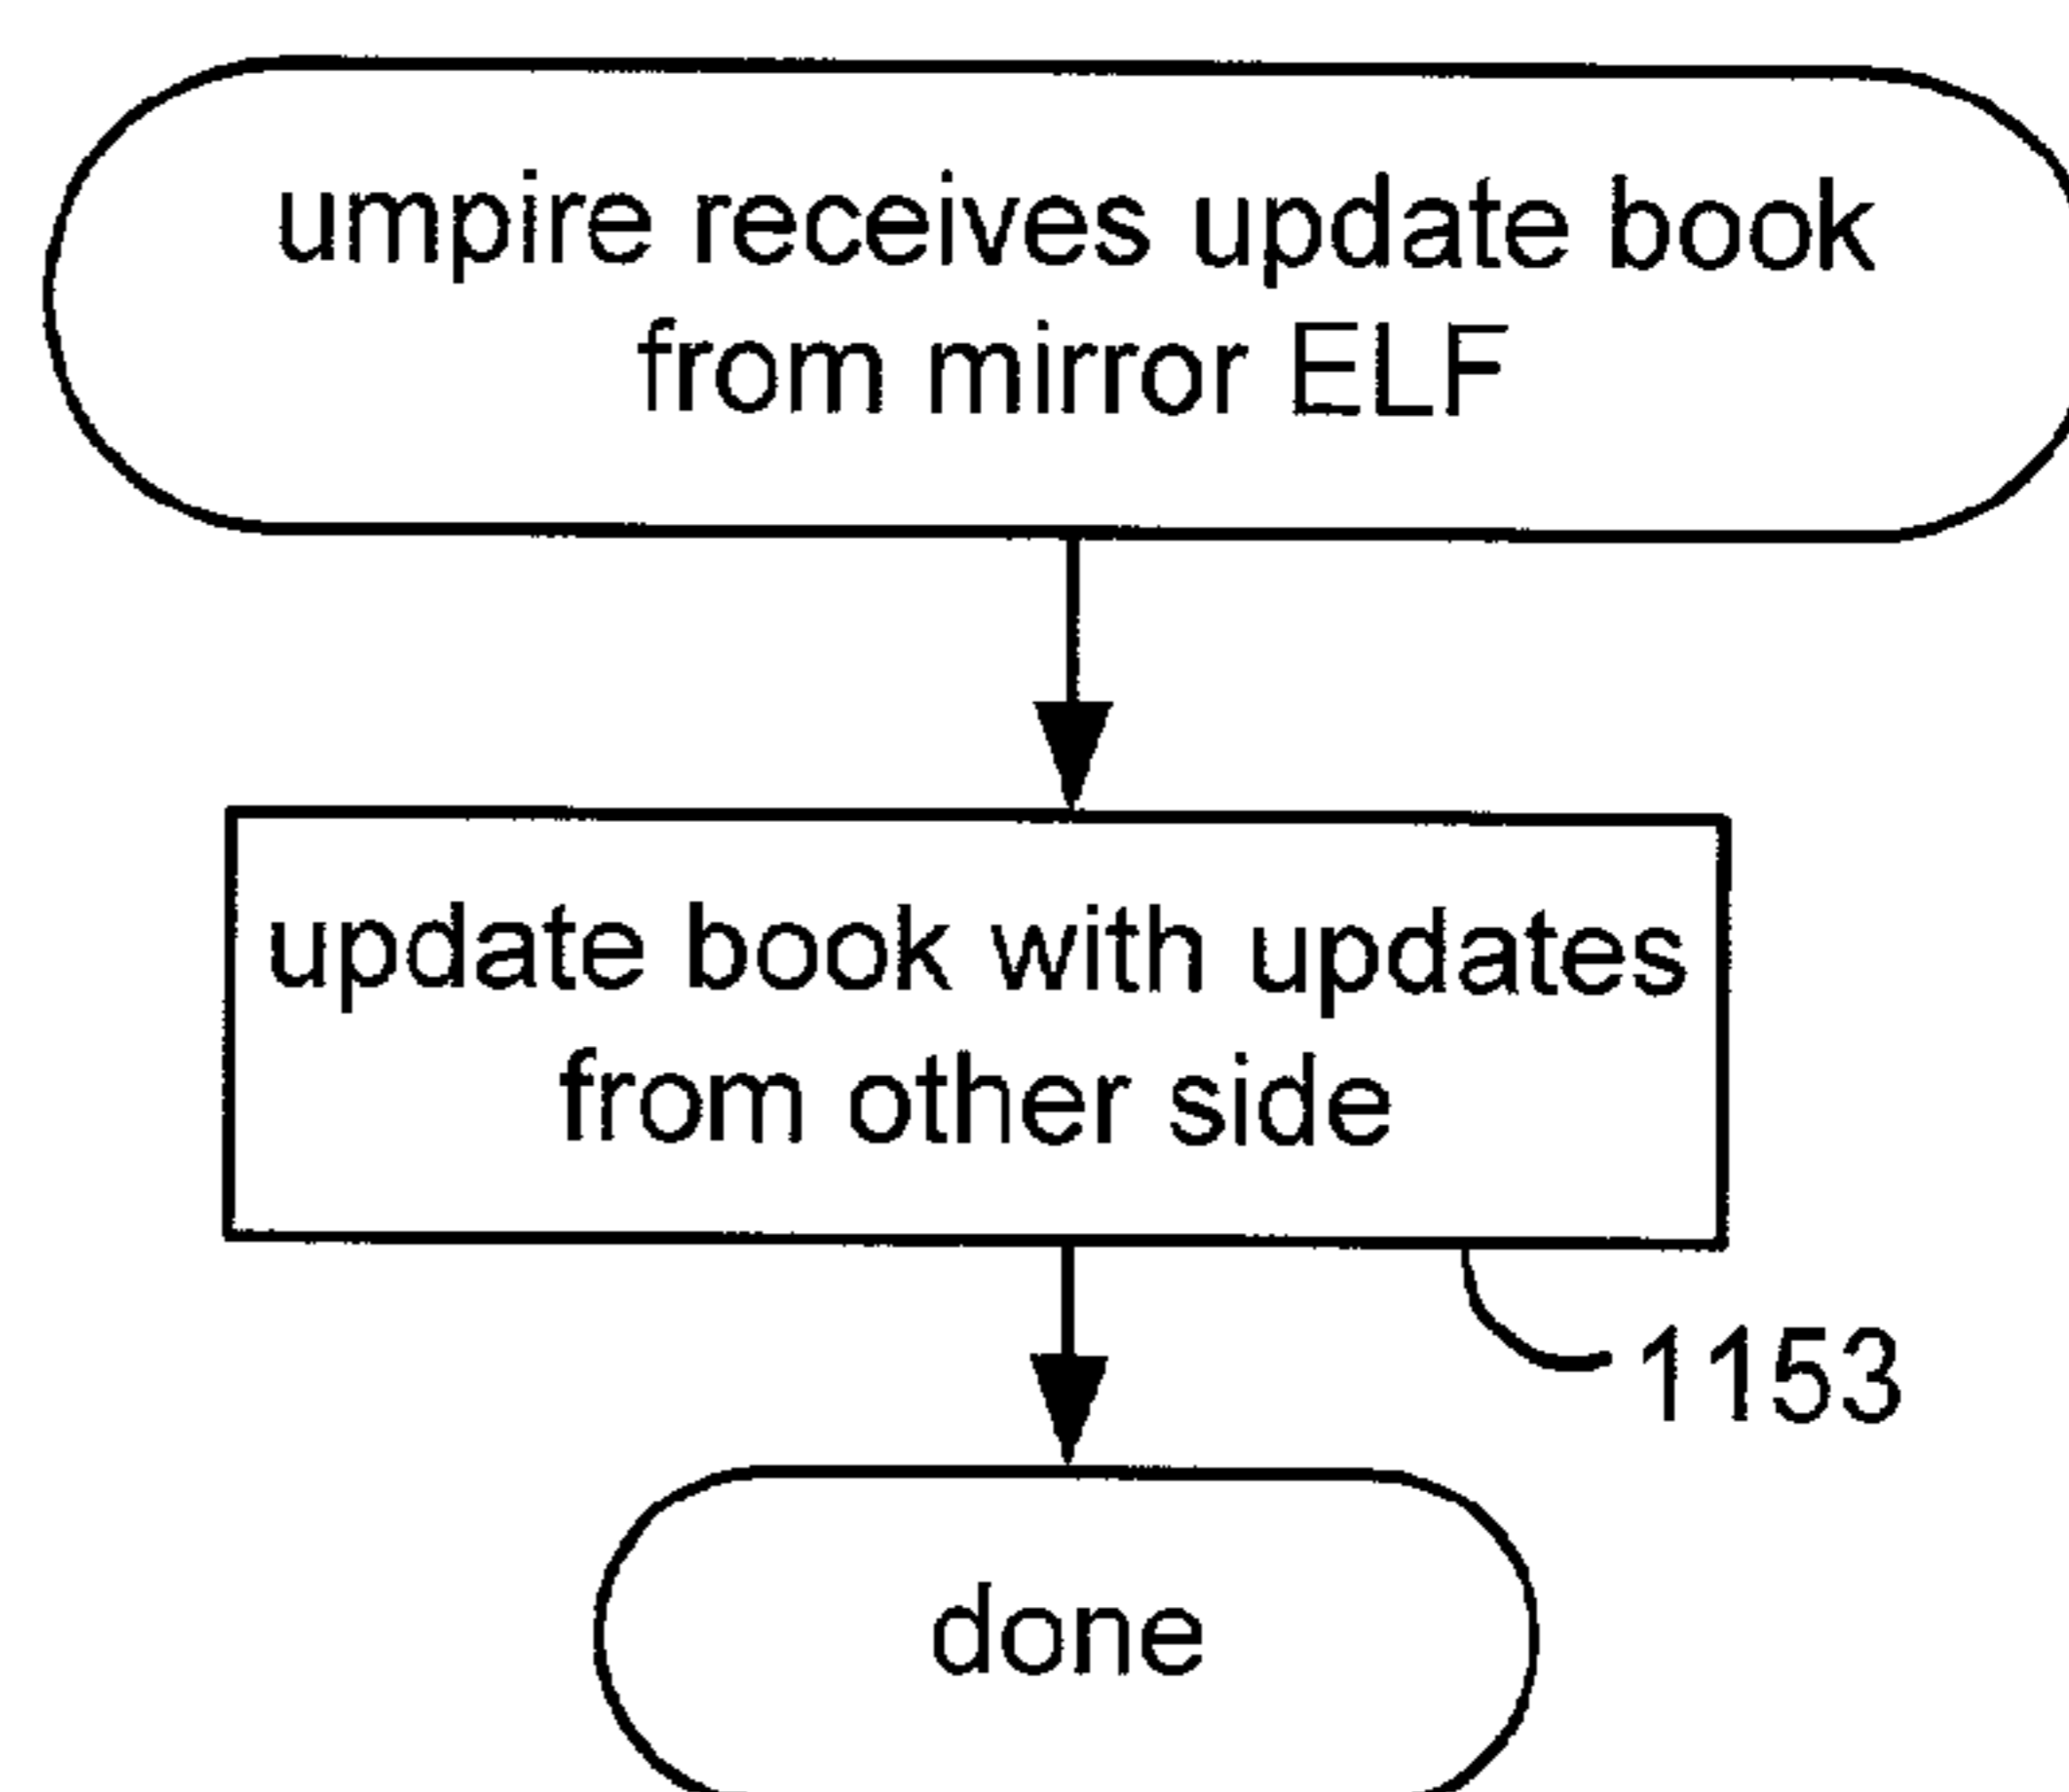 umpire receives update book
from mirror ELF
update book with updates
from other side
1153
done